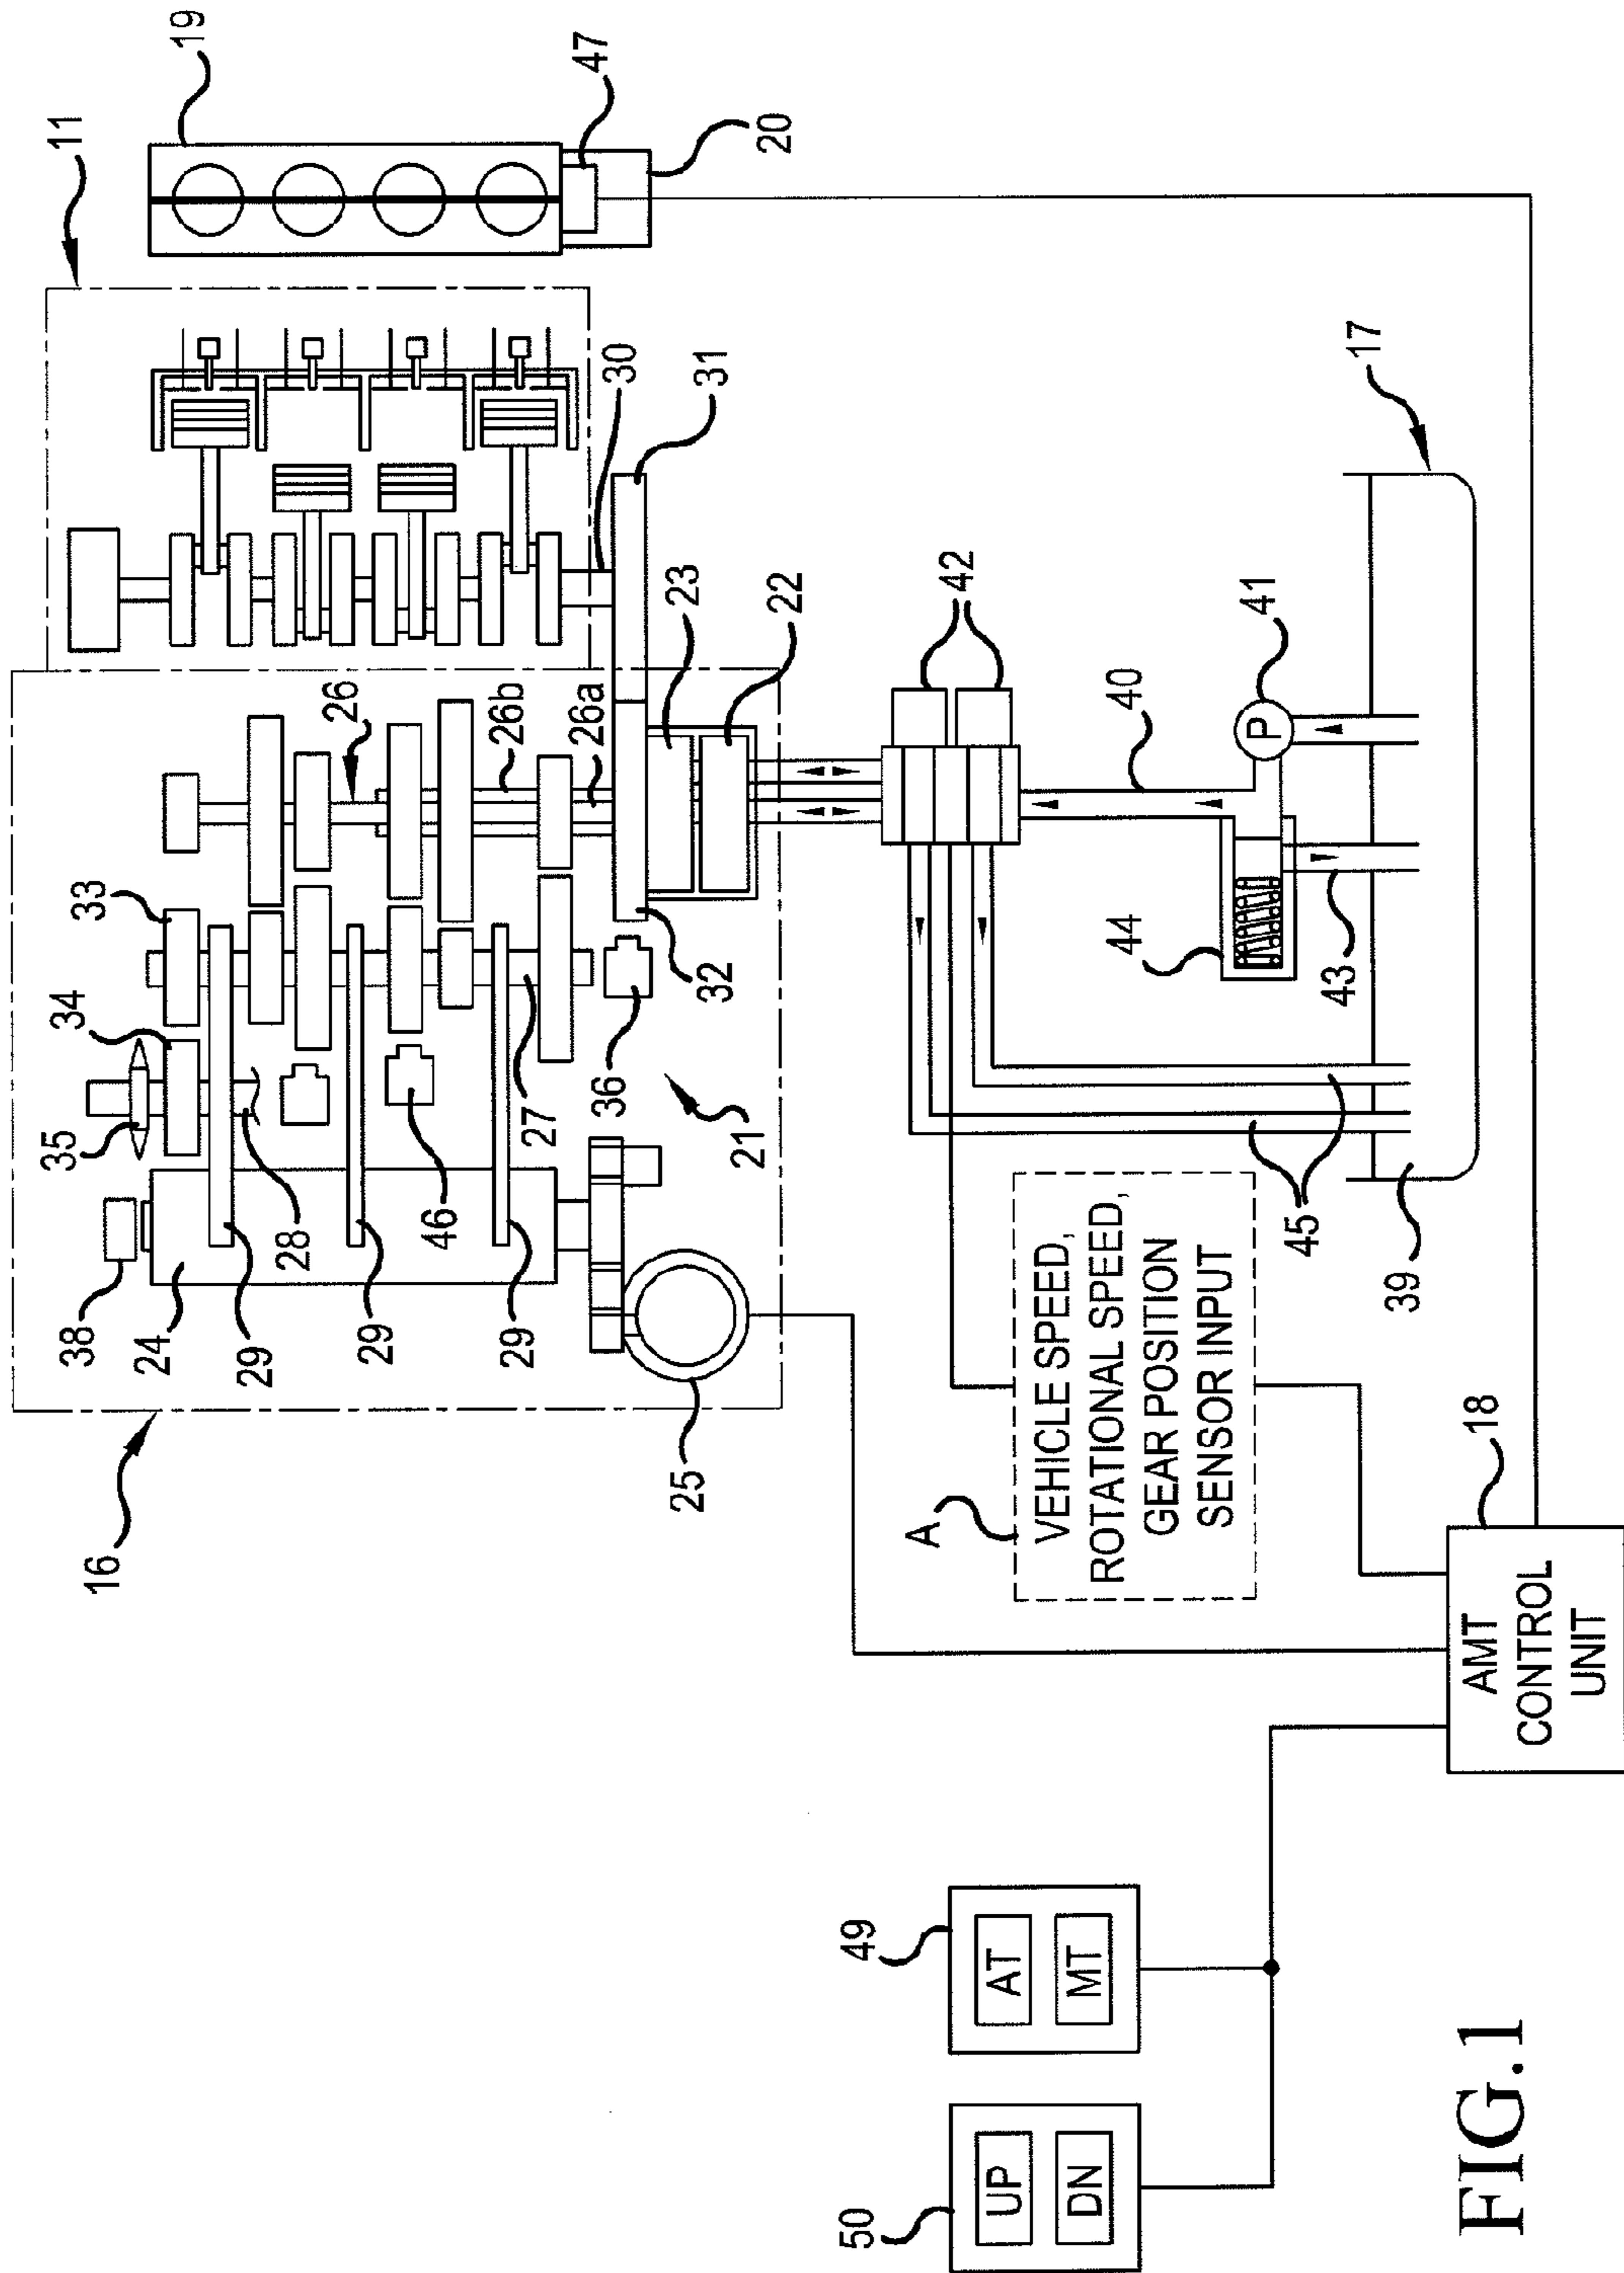 FIG.1
16
38
24
29
28
29
29
25
35
34
33
46
27
36
21
32
26
26b
26a
23
22
30
31
11
19
47
20
42
40
P
41
44
43
45
39
17
A
VEHICLE SPEED,
ROTATIONAL SPEED,
GEAR POSITION
SENSOR INPUT
18
AMT
CONTROL
UNIT
49
AT
MT
50
UP
DN